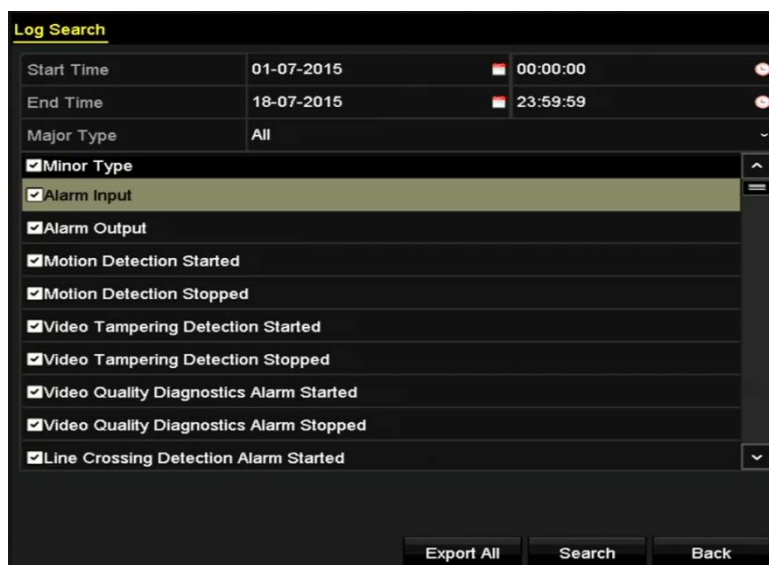 Log Search
Start Time 01-07-2015 00:00:00
End Time 18-07-2015 23:59:59
Major Type All
Minor Type
Alarm Input
Alarm Output
Motion Detection Started
Motion Detection Stopped
Video Tampering Detection Started
Video Tampering Detection Stopped
Video Quality Diagnostics Alarm Started
Video Quality Diagnostics Alarm Stopped
Line Crossing Detection Alarm Started
Export All Search Back